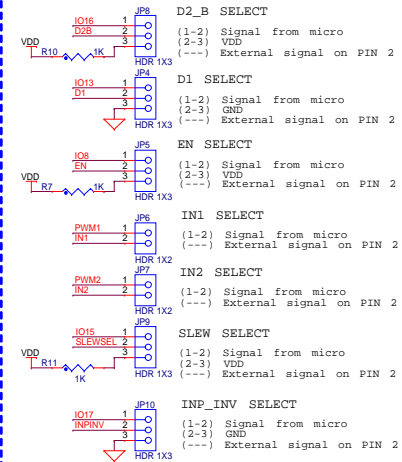 JP8 D2_B SELECT
IO16 1
D2B 2 (1-2) Signal from micro
VDD 3 (2-3) VDD
R10 1K (---) External signal on PIN 2
HDR 1X3
JP4 D1 SELECT
IO13 1
D1 2 (1-2) Signal from micro
3 (2-3) GND
(---) External signal on PIN 2
HDR 1X3
JP5 EN SELECT
IO8 1
EN 2 (1-2) Signal from micro
VDD 3 (2-3) VDD
R7 1K (---) External signal on PIN 2
HDR 1X3
JP6 IN1 SELECT
PWM1 1
IN1 2 (1-2) Signal from micro
(---) External signal on PIN 2
HDR 1X2
JP7 IN2 SELECT
PWM2 1
IN2 2 (1-2) Signal from micro
(---) External signal on PIN 2
HDR 1X2
JP9 SLEW SELECT
IO15 1
SLEWSEL 2 (1-2) Signal from micro
VDD 3 (2-3) VDD
R11 (---) External signal on PIN 2
1K HDR 1X3
JP10 INP_INV SELECT
IO17 1
INPINV 2 (1-2) Signal from micro
3 (2-3) GND
(---) External signal on PIN 2
HDR 1X3